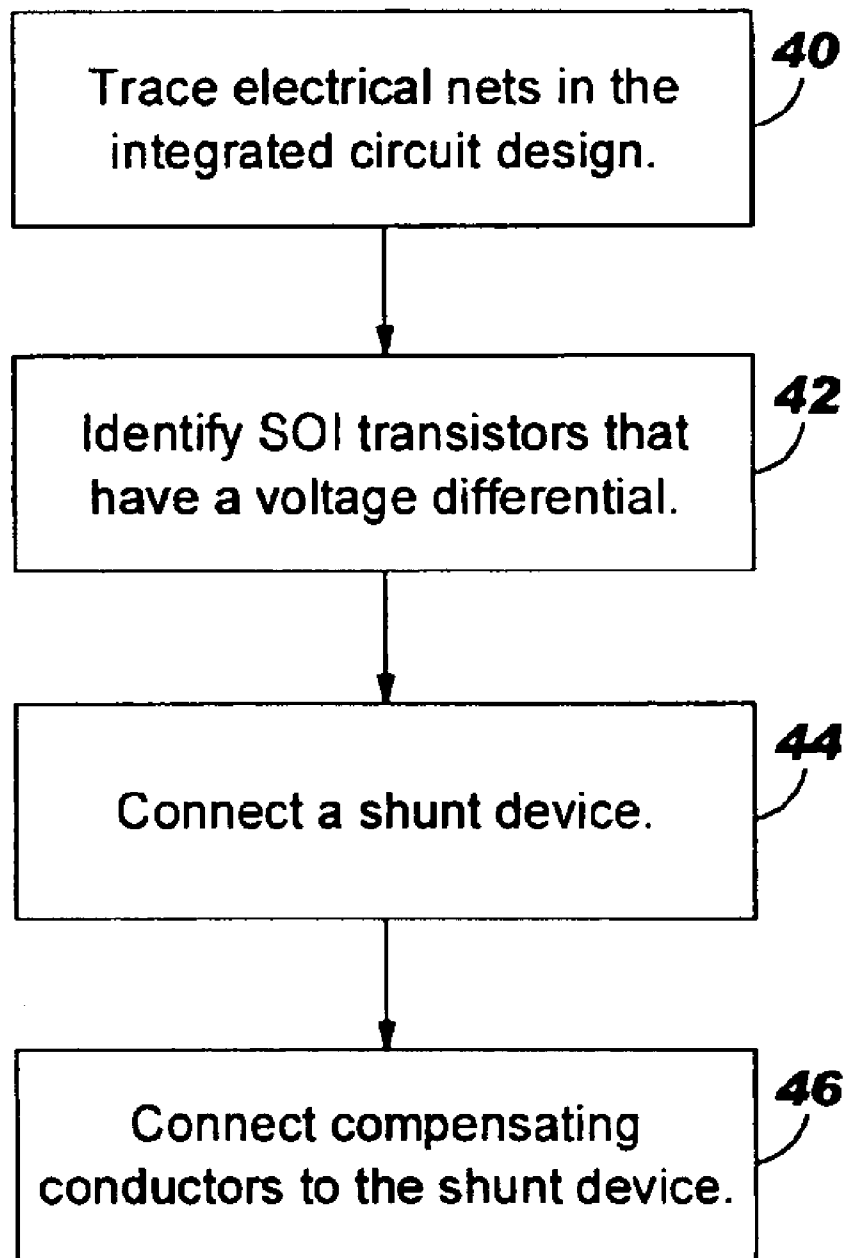 40
Trace electrical nets in the
integrated circuit design.
42
Identify SOI transistors that
have a voltage differential.
44
Connect a shunt device.
46
Connect compensating
conductors to the shunt device.